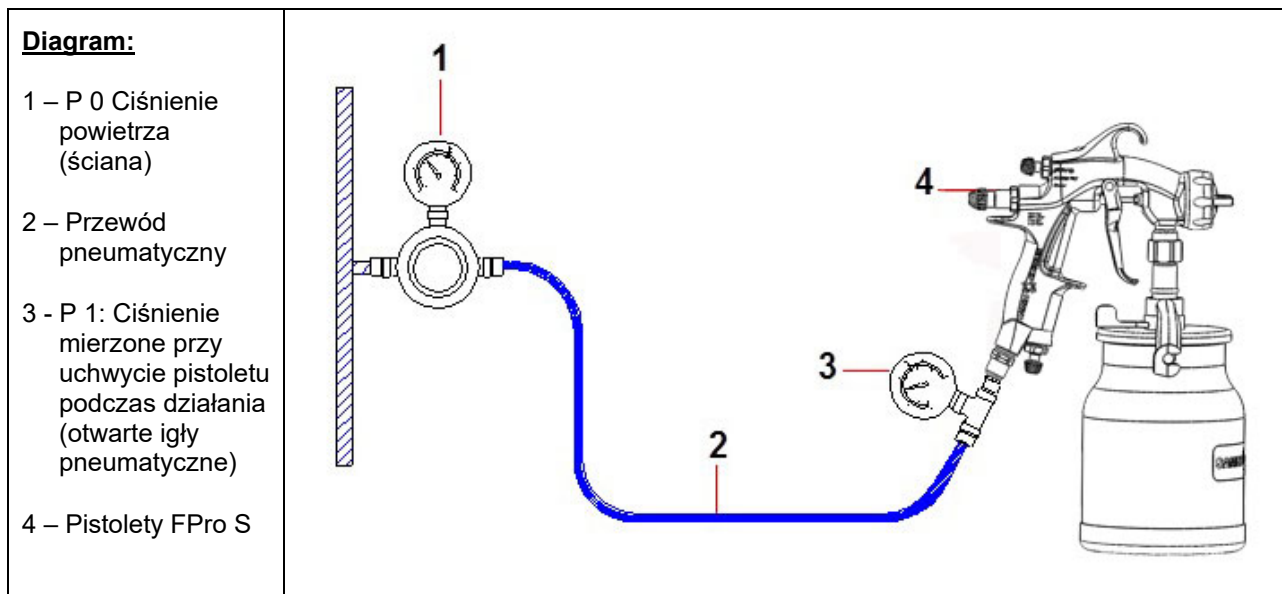 Diagram:
1 – P 0 Ciśnienie
powietrza
(ściana)
2 – Przewód
pneumatyczny
3 - P 1: Ciśnienie
mierzone przy
uchwycie pistoletu
podczas działania
(otwarte igły
pneumatyczne)
4 – Pistolety FPro S
1
4
3
2